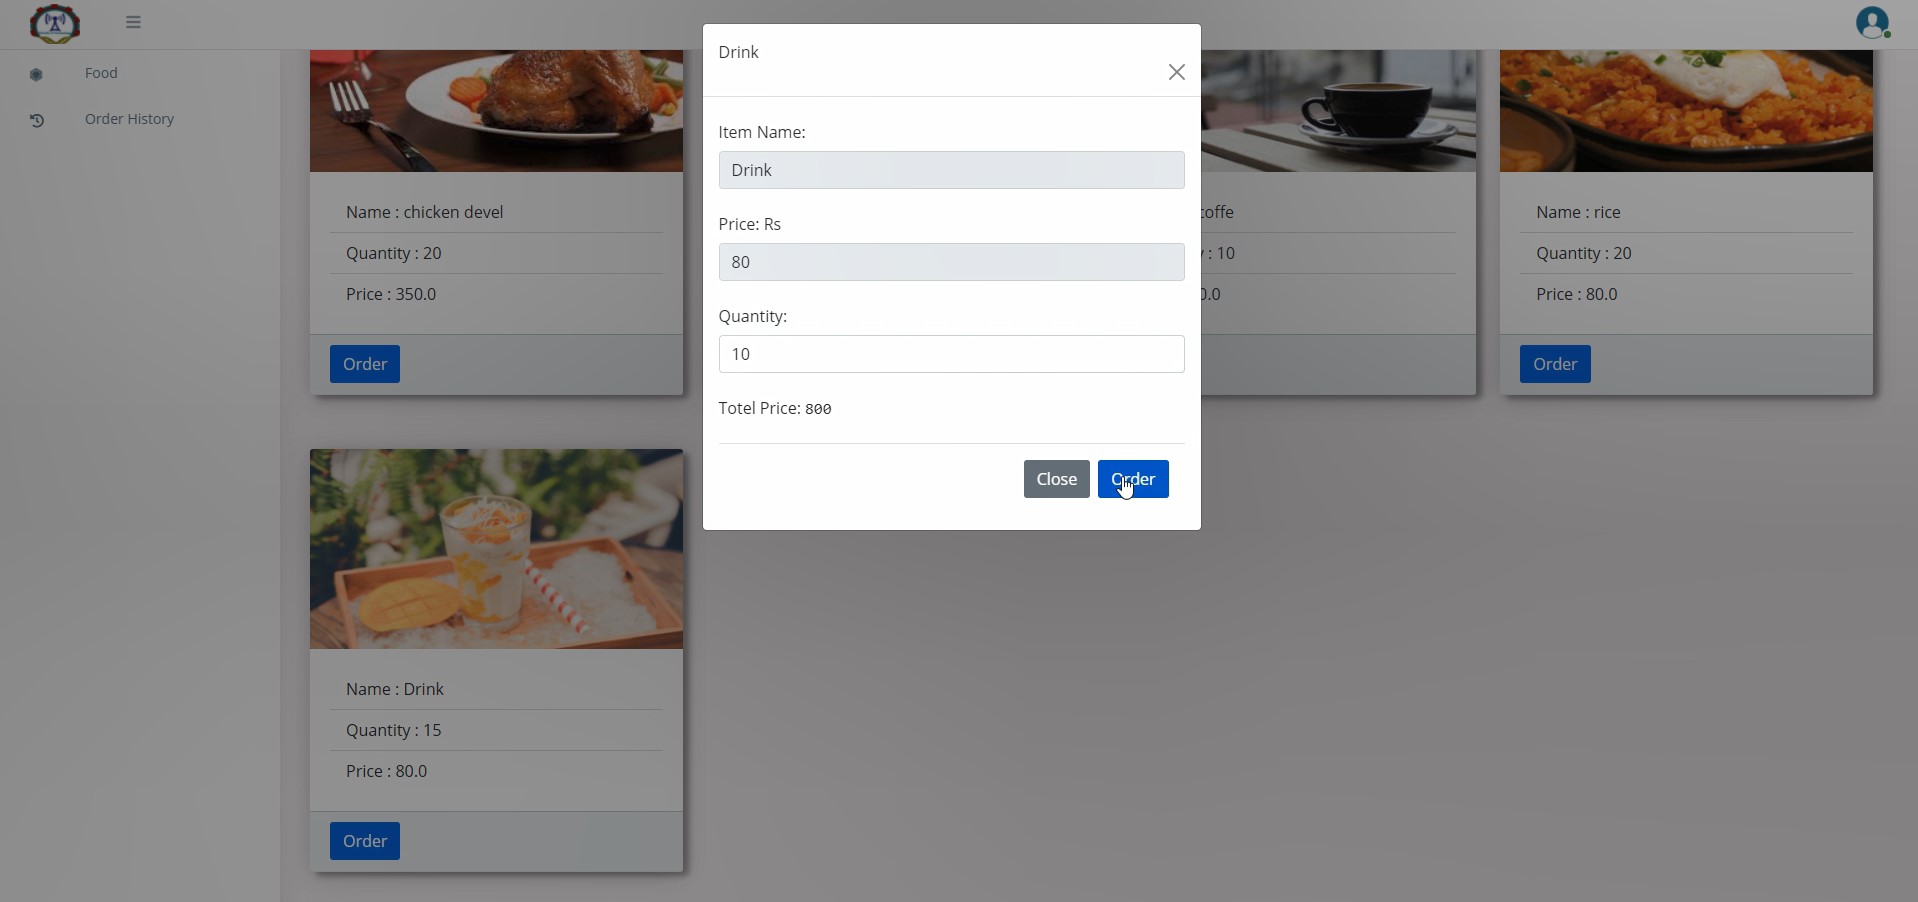 Food
Order History
Drink
Item Name:
Drink
Price: Rs
80
Quantity:
10
Totel Price: 800
Close
Order
Name : chicken devel
Quantity : 20
Price : 350.0
Order
coffe
: 10
0.0
Name : rice
Quantity : 20
Price : 80.0
Order
Name : Drink
Quantity : 15
Price : 80.0
Order